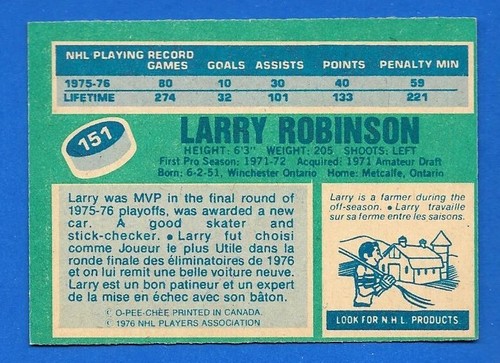 NHL PLAYING RECORD
GAMES GOALS ASSISTS POINTS PENALTY MIN
1975-76 80 10 30 40 59
LIFETIME 274 32 101 133 221
151
LARRY ROBINSON
HEIGHT: 6'3" WEIGHT: 205 SHOOTS: LEFT
First Pro Season: 1971-72 Acquired: 1971 Amateur Draft
Born: 6-2-51, Winchester Ontario Home: Metcalfe, Ontario
Larry was MVP in the final round of
1975-76 playoffs, was awarded a new
car. A good skater and
stick-checker. • Larry fut choisi
comme Joueur le plus Utile dans la
ronde finale des éliminatoires de 1976
et on lui remit une belle voiture neuve.
Larry est un bon patineur et un expert
de la mise en échec avec son bâton.
© O-PEE-CHEE PRINTED IN CANADA.
© 1976 NHL PLAYERS ASSOCIATION
Larry is a farmer during the
off-season. • Larry travaille
sur sa ferme entre les saisons.
LOOK FOR N.H.L. PRODUCTS.